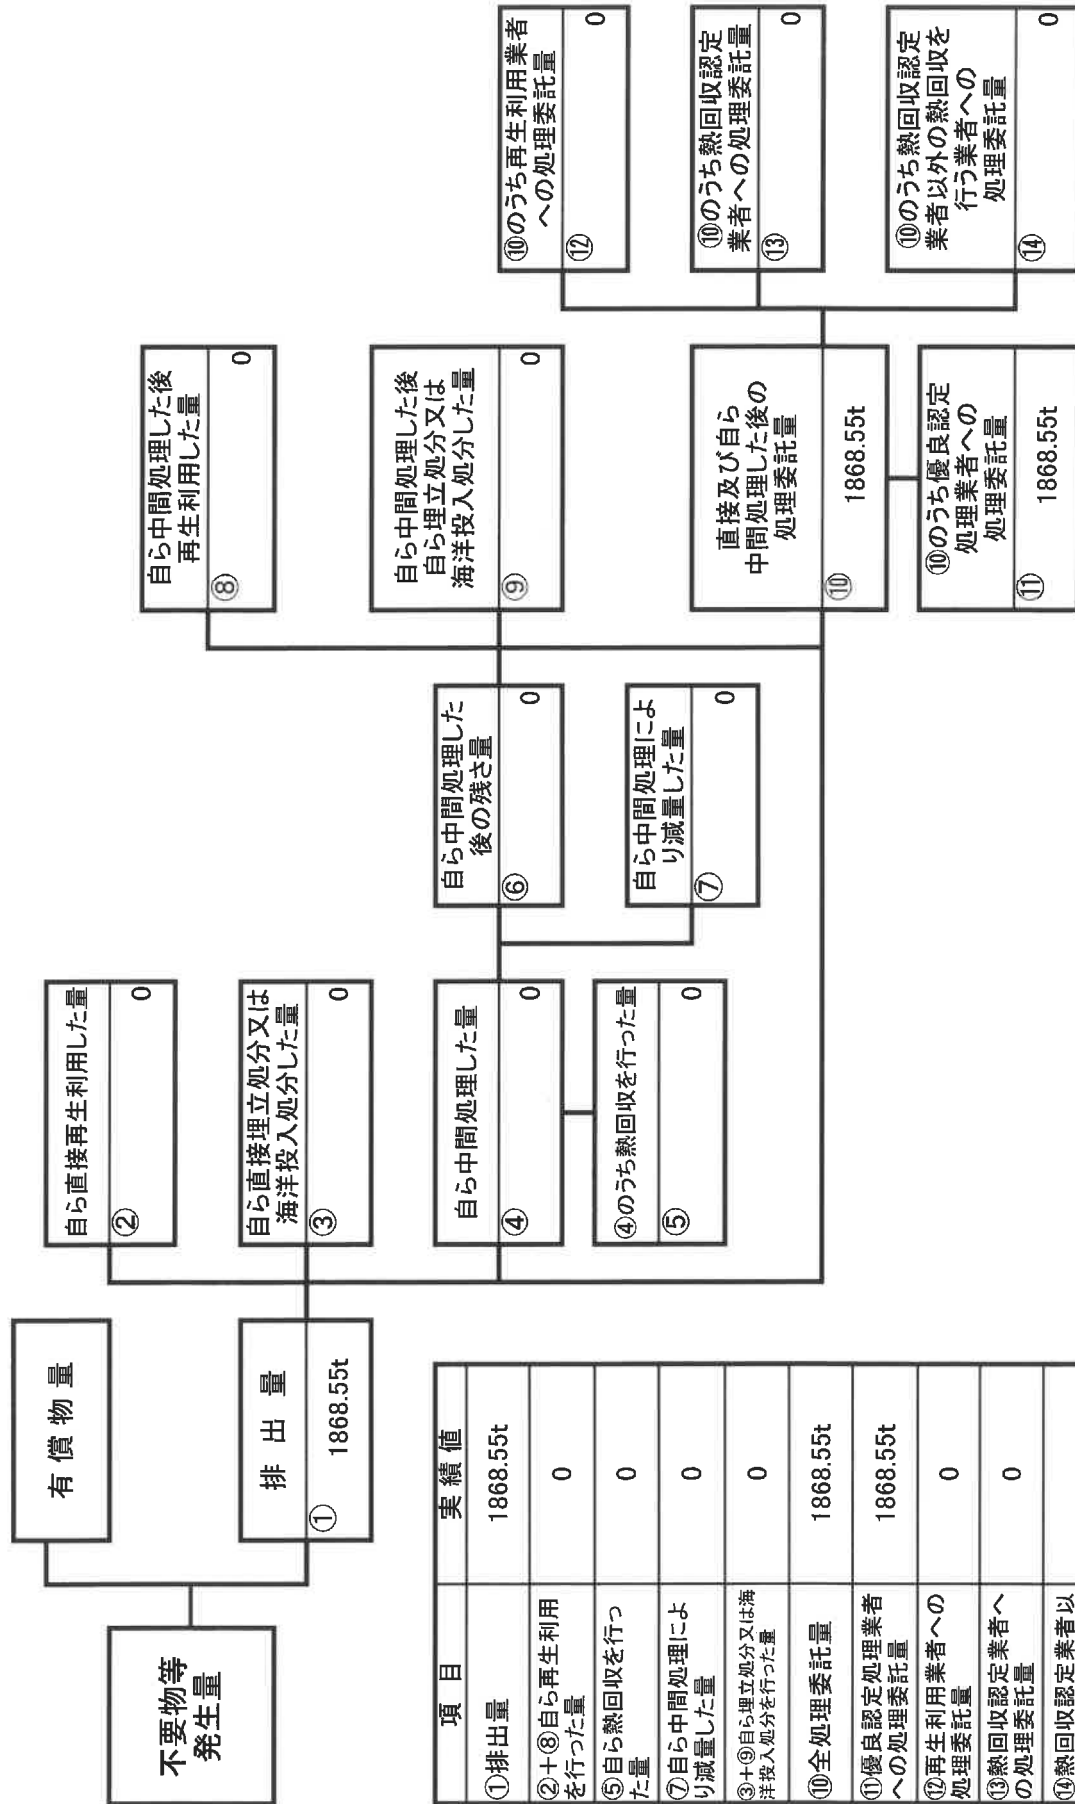 不要物等
発生量
有償物量
排出量
①
1868.55t
自ら直接再生利用した量
②
0
自ら直接埋立処分又は
海洋投入処分した量
③
0
自ら中間処理した量
④
0
④のうち熱回収を行った量
⑤
0
自ら中間処理した
後の残さ量
⑥
0
自ら中間処理によ
り減量した量
⑦
0
自ら中間処理した後
再生利用した量
⑧
0
自ら中間処理した後
自ら埋立処分又は
海洋投入処分した量
⑨
0
直接及び自ら
中間処理した後の
処理委託量
⑩
1868.55t
⑩のうち優良認定
処理業者への
処理委託量
⑪
1868.55t
⑩のうち再生利用業者
への処理委託量
⑫
0
⑩のうち熱回収認定
業者への処理委託量
⑬
0
⑩のうち熱回収認定
業者以外の熱回収を
行う業者への
処理委託量
⑭
0
項目 実績値
①排出量 1868.55t
②+⑧自ら再生利用
を行った量 0
⑤自ら熱回収を行っ
た量 0
⑦自ら中間処理によ
り減量した量 0
③+⑨自ら埋立処分又は海
洋投入処分を行った量 0
⑩全処理委託量 1868.55t
⑪優良認定処理業者
への処理委託量 1868.55t
⑫再生利用業者への
処理委託量 0
⑬熱回収認定業者へ
の処理委託量 0
⑭熱回収認定業者以